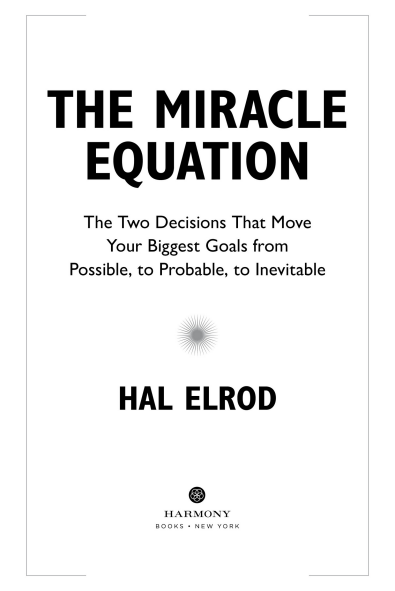 THE MIRACLE
EQUATION
The Two Decisions That Move
Your Biggest Goals from
Possible, to Probable, to Inevitable
HAL ELROD
HARMONY
BOOKS • NEW YORK